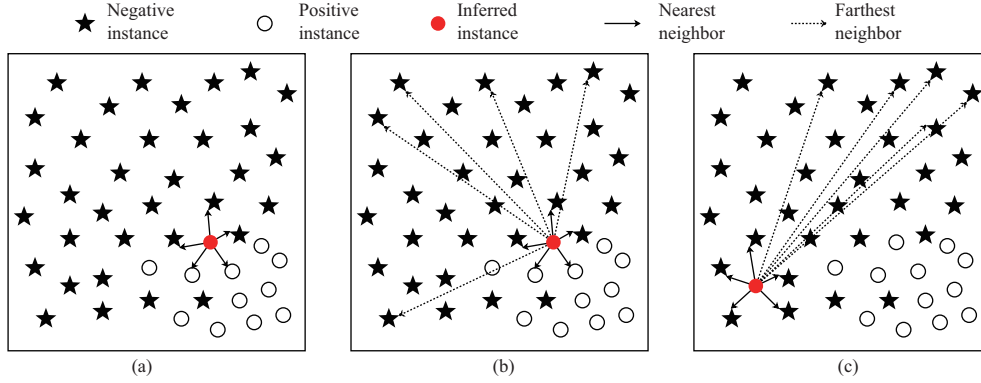 Negative
instance
Positive
instance
Inferred
instance
Nearest
neighbor
Farthest
neighbor
(a)
(b)
(c)